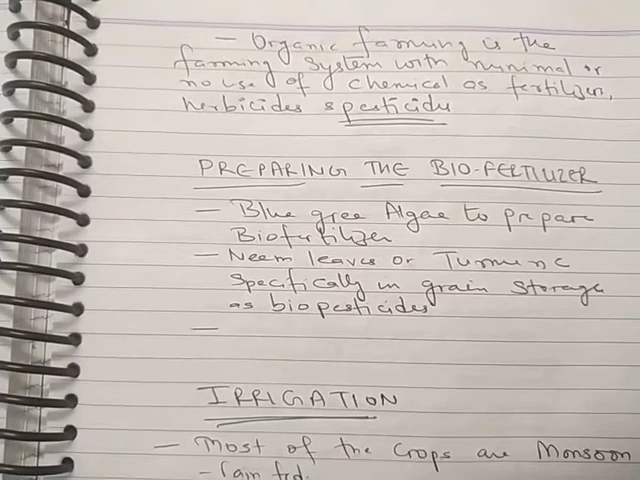 - Organic farming is the
farming System with minimal or
no use of chemical as fertilizer,
herbicides & pesticides
PREPARING THE BIO-FERTILIZER
- Blue gree Algae to prepare
Biofertilizer
- Neem leaves or Turmeric
Specifically in grain Storage
as biopesticides
-
IRRIGATION
- Most of the Crops are Monsoon
- rain fed.